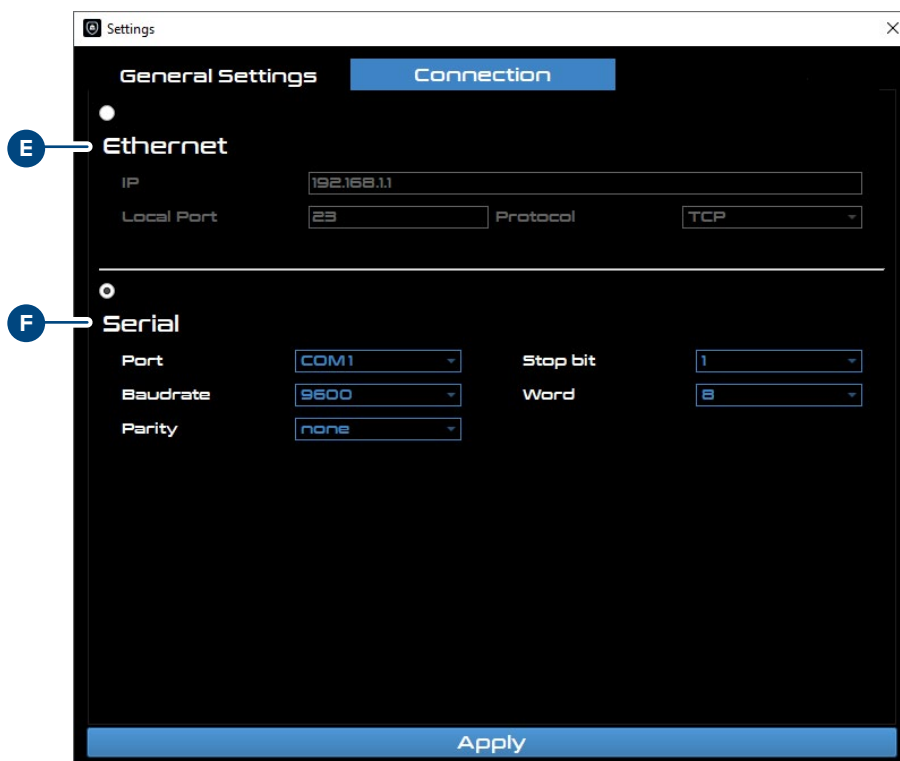 Settings
General Settings Connection
E
Ethernet
IP 192.168.1.1
Local Port 23 Protocol TCP
F
Serial
Port COM1 Stop bit 1
Baudrate 9600 Word 8
Parity none
Apply